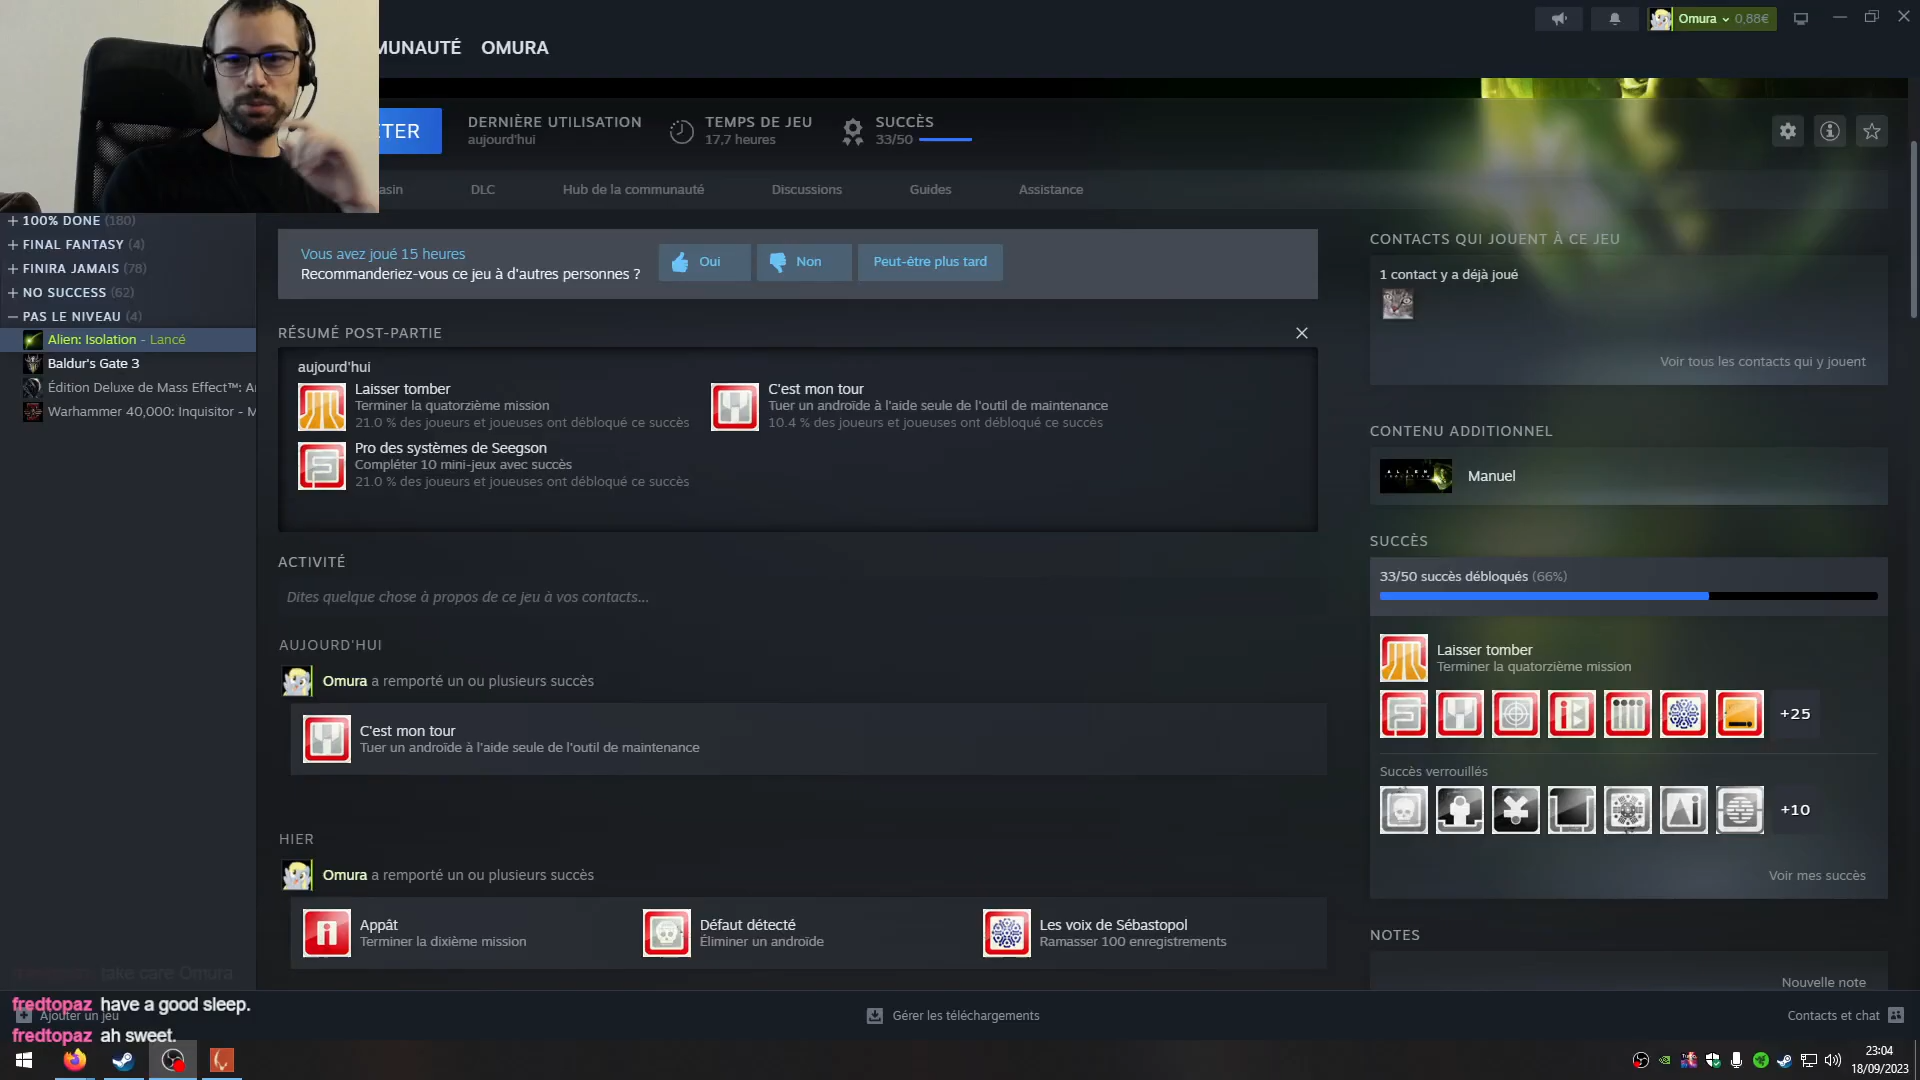 MUNAUTÉ OMURA
Omura 0,88€
TER
DERNIÈRE UTILISATION
aujourd'hui
TEMPS DE JEU
17,7 heures
SUCCÈS
33/50
asin
DLC
Hub de la communauté
Discussions
Guides
Assistance
100% DONE (180)
FINAL FANTASY (4)
FINIRA JAMAIS (78)
NO SUCCESS (62)
PAS LE NIVEAU (4)
Alien: Isolation - Lancé
Baldur's Gate 3
Édition Deluxe de Mass Effect™: A
Warhammer 40,000: Inquisitor - M
Vous avez joué 15 heures
Recommanderiez-vous ce jeu à d'autres personnes ?
Oui
Non
Peut-être plus tard
RÉSUMÉ POST-PARTIE
aujourd'hui
Laisser tomber
Terminer la quatorzième mission
21.0 % des joueurs et joueuses ont débloqué ce succès
C'est mon tour
Tuer un androïde à l'aide seule de l'outil de maintenance
10.4 % des joueurs et joueuses ont débloqué ce succès
Pro des systèmes de Seegson
Compléter 10 mini-jeux avec succès
21.0 % des joueurs et joueuses ont débloqué ce succès
ACTIVITÉ
Dites quelque chose à propos de ce jeu à vos contacts...
AUJOURD'HUI
Omura a remporté un ou plusieurs succès
C'est mon tour
Tuer un androïde à l'aide seule de l'outil de maintenance
HIER
Omura a remporté un ou plusieurs succès
Appât
Terminer la dixième mission
Défaut détecté
Éliminer un androïde
Les voix de Sébastopol
Ramasser 100 enregistrements
CONTACTS QUI JOUENT À CE JEU
1 contact y a déjà joué
Voir tous les contacts qui y jouent
CONTENU ADDITIONNEL
Manuel
SUCCÈS
33/50 succès débloqués (66%)
Laisser tomber
Terminer la quatorzième mission
+25
Succès verrouillés
+10
Voir mes succès
NOTES
Nouvelle note
take care Omura.
fredtopaz have a good sleep.
Ajouter un jeu
fredtopaz ah sweet.
Gérer les téléchargements
Contacts et chat
23:04
18/09/2023